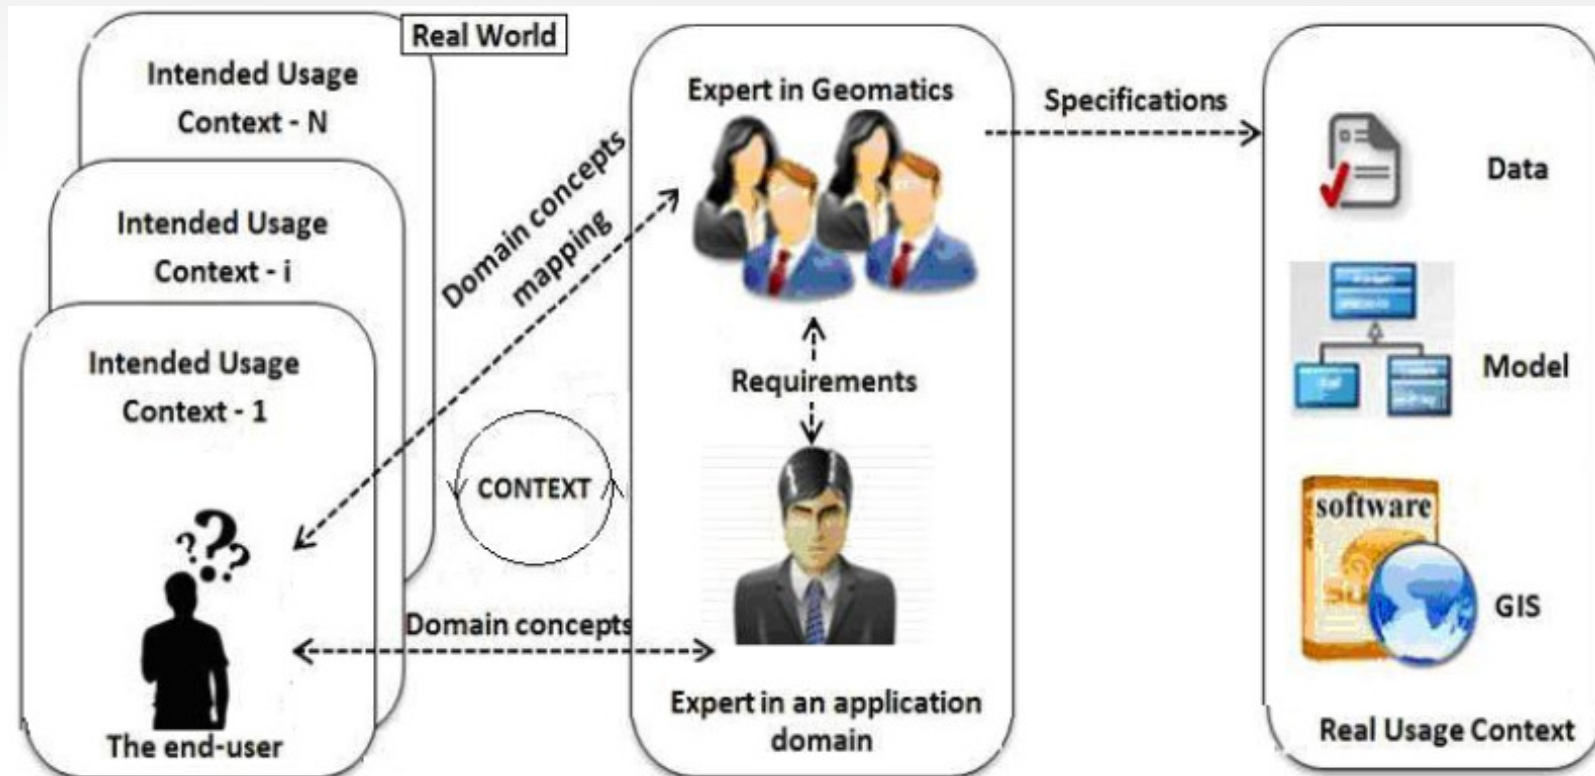 Real World
Intended Usage
Context - N
Intended Usage
Context - i
Intended Usage
Context - 1
The end-user
Domain concepts
mapping
CONTEXT
Domain concepts
Expert in Geomatics
Requirements
Expert in an application
domain
Specifications
Data
Model
software
GIS
Real Usage Context